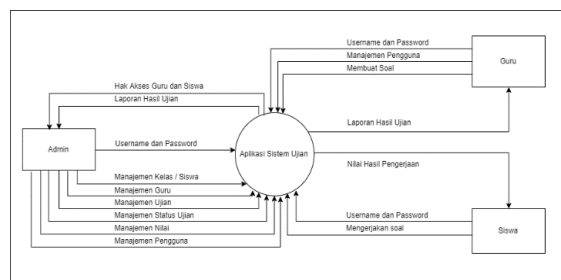 Username dan Password
Manajemen Pengguna
Membuat Soal
Guru
Hak Akses Guru dan Siswa
Laporan Hasil Ujian
Admin
Username dan Password
Aplikasi Sistem Ujian
Laporan Hasil Ujian
Nilai Hasil Pengerjaan
Manajemen Kelas / Siswa
Manajemen Guru
Manajemen Ujian
Manajemen Status Ujian
Manajemen Nilai
Manajemen Pengguna
Username dan Password
Mengerjakan soal
Siswa